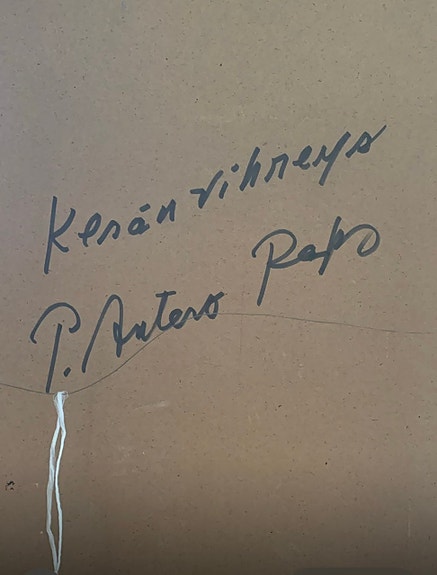 Kesän vihreys
P. Antero Rapo